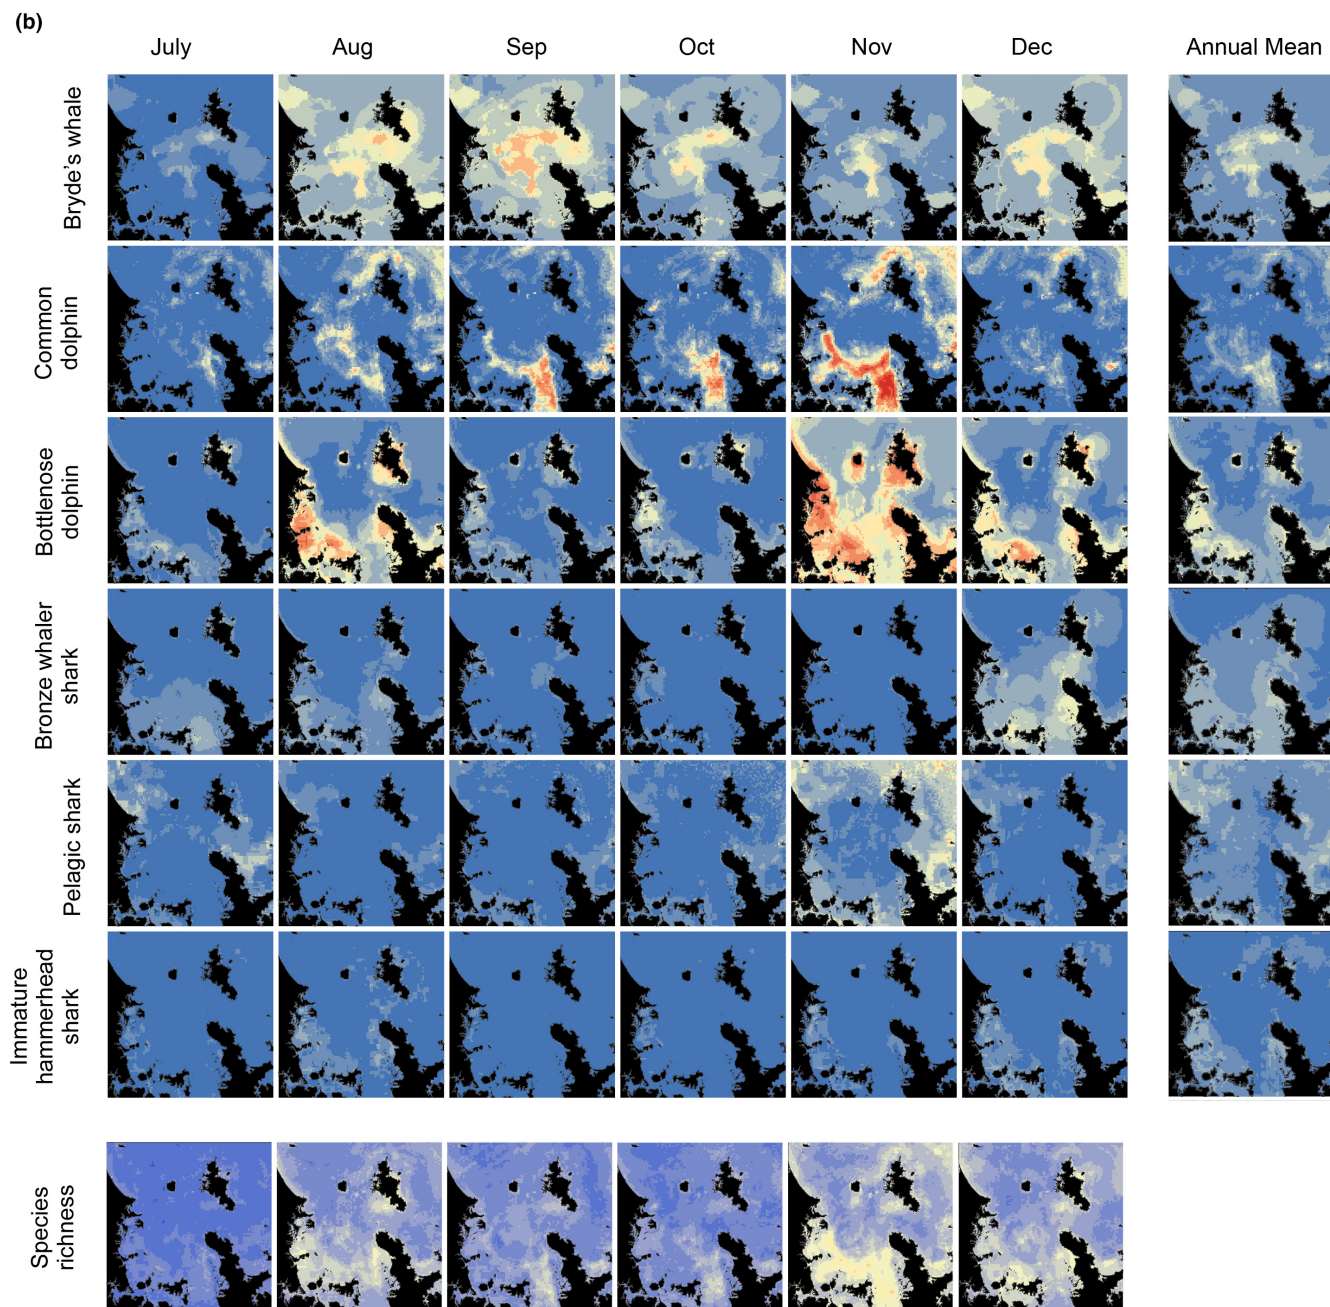 (b)
July Aug Sep Oct Nov Dec Annual Mean
Bryde's whale
Common
dolphin
Bottlenose
dolphin
Bronze whaler
shark
Pelagic shark
Immature
hammerhead
shark
Species
richness